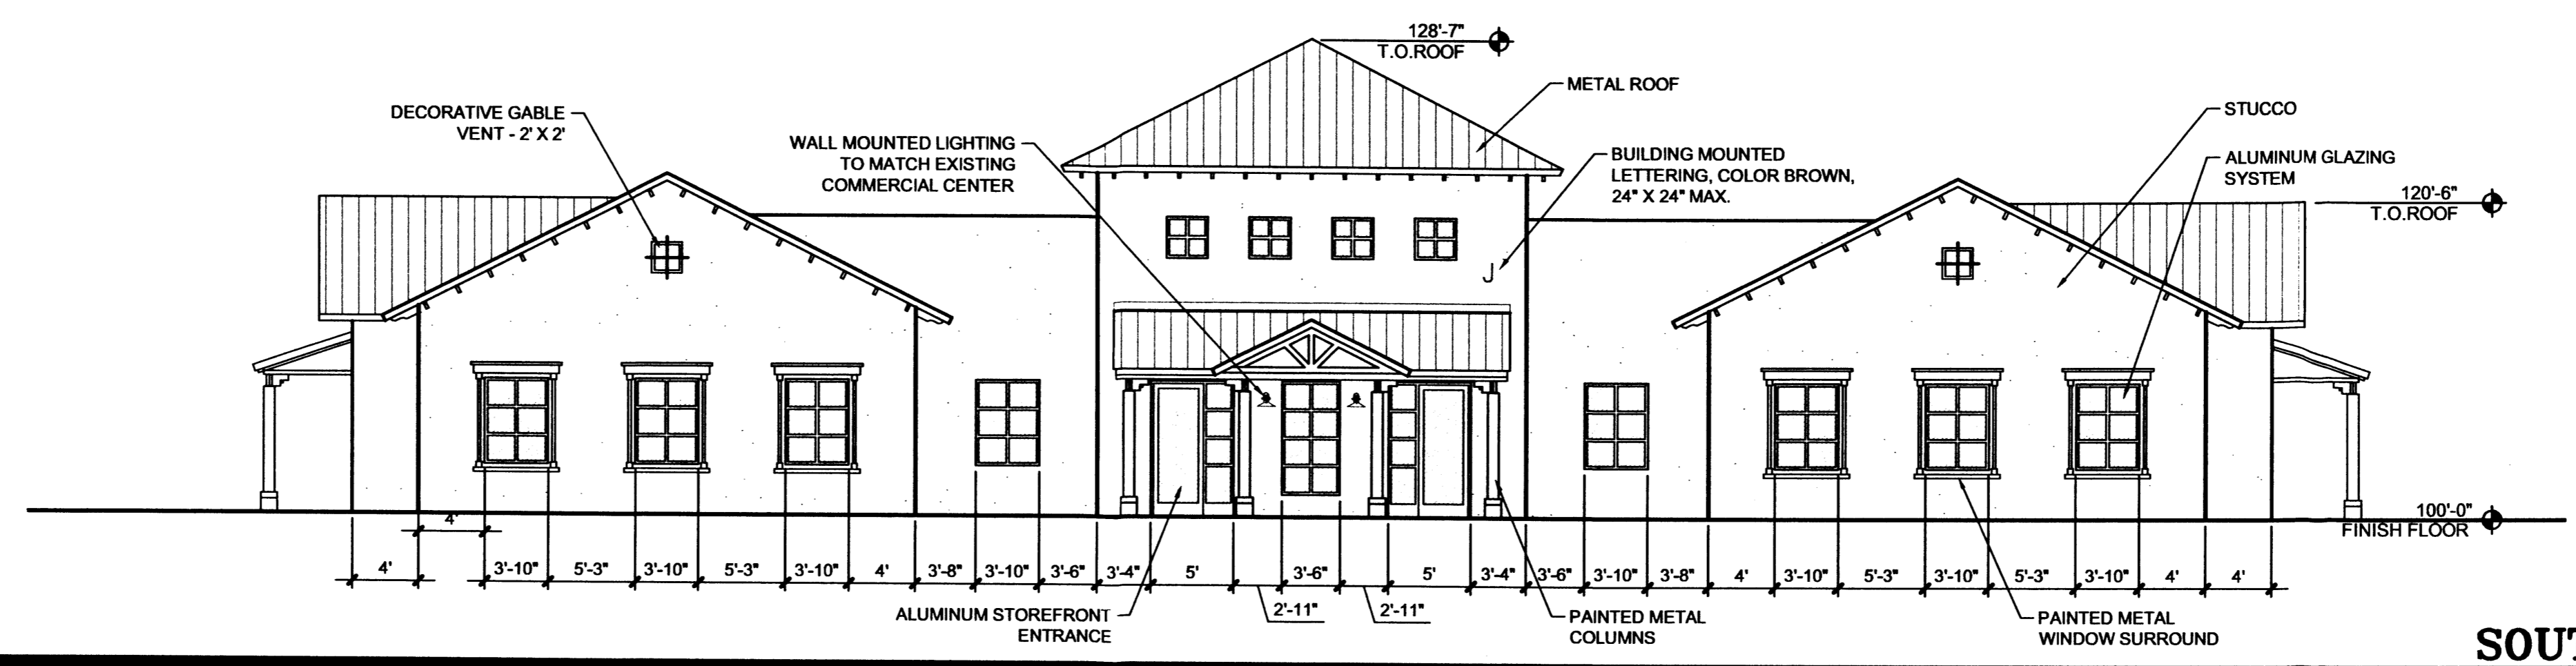 128'-7"
T.O.ROOF
METAL ROOF
DECORATIVE GABLE
VENT - 2' X 2'
WALL MOUNTED LIGHTING
TO MATCH EXISTING
COMMERCIAL CENTER
BUILDING MOUNTED
LETTERING, COLOR BROWN,
24" X 24" MAX.
STUCCO
ALUMINUM GLAZING
SYSTEM
120'-6"
T.O.ROOF
J
100'-0"
FINISH FLOOR
4'
4' 3'-10" 5'-3" 3'-10" 5'-3" 3'-10" 4' 3'-8" 3'-10" 3'-6" 3'-4" 5' 3'-6" 5' 3'-4" 3'-6" 3'-10" 3'-8" 4' 3'-10" 5'-3" 3'-10" 5'-3" 3'-10" 4' 4'
2'-11" 2'-11"
ALUMINUM STOREFRONT
ENTRANCE
PAINTED METAL
COLUMNS
PAINTED METAL
WINDOW SURROUND
SOUT